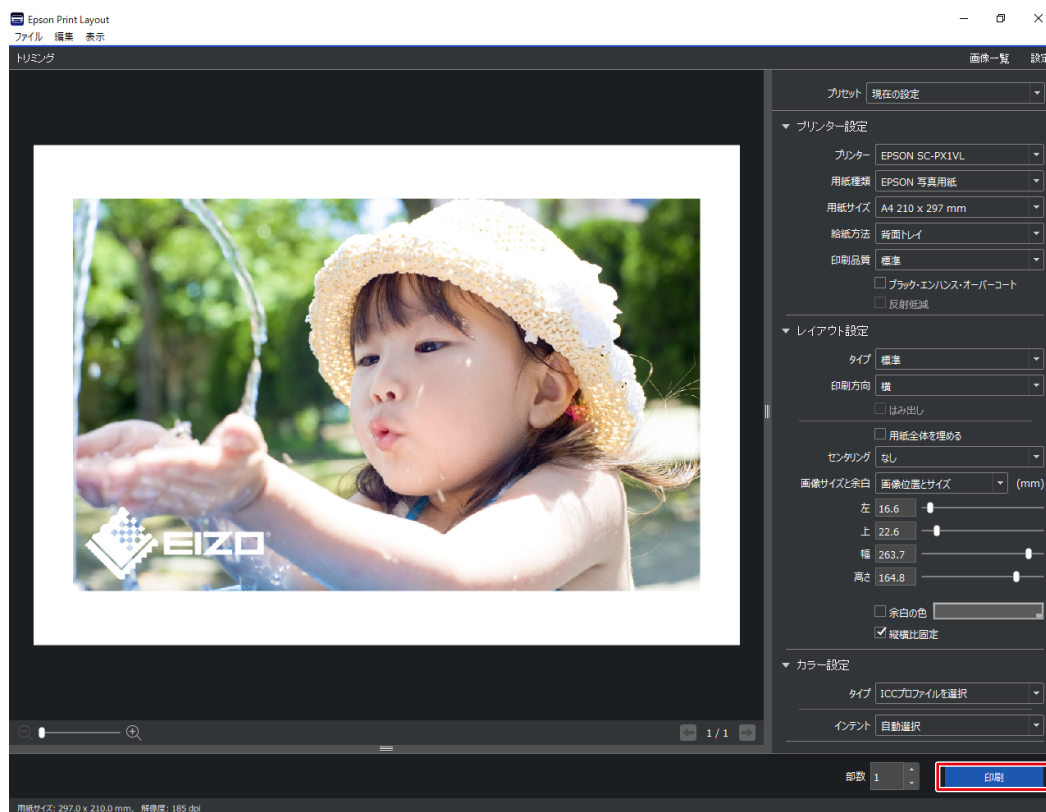 Epson Print Layout
ファイル 編集 表示
トリミング 画像一覧 設定
プリセット 現在の設定
プリンター設定
プリンター EPSON SC-PX1VL
用紙種類 EPSON 写真用紙
用紙サイズ A4 210 x 297 mm
給紙方法 背面トレイ
印刷品質 標準
ブラック・エンハンス・オーバーコート
反射低減
レイアウト設定
タイプ 標準
印刷方向 横
はみ出し
用紙全体を埋める
センタリング なし
画像サイズと余白 画像位置とサイズ (mm)
左 16.6
上 22.6
幅 263.7
高さ 164.8
余白の色
縦横比固定
EIZO
カラー設定
タイプ ICCプロファイルを選択
インテント 自動選択
1 / 1
部数 1 印刷
用紙サイズ: 297.0 x 210.0 mm, 解像度: 185 dpi